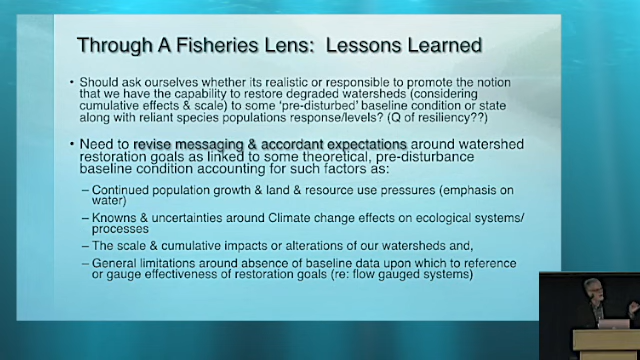 Through A Fisheries Lens: Lessons Learned
• Should ask ourselves whether its realistic or responsible to promote the notion
that we have the capability to restore degraded watersheds (considering
cumulative effects & scale) to some 'pre-disturbed' baseline condition or state
along with reliant species populations response/levels? (Q of resiliency??)
• Need to revise messaging & accordant expectations around watershed
restoration goals as linked to some theoretical, pre-disturbance
baseline condition accounting for such factors as:
– Continued population growth & land & resource use pressures (emphasis on
water)
– Knowns & uncertainties around Climate change effects on ecological systems/
processes
– The scale & cumulative impacts or alterations of our watersheds and,
– General limitations around absence of baseline data upon which to reference
or gauge effectiveness of restoration goals (re: flow gauged systems)